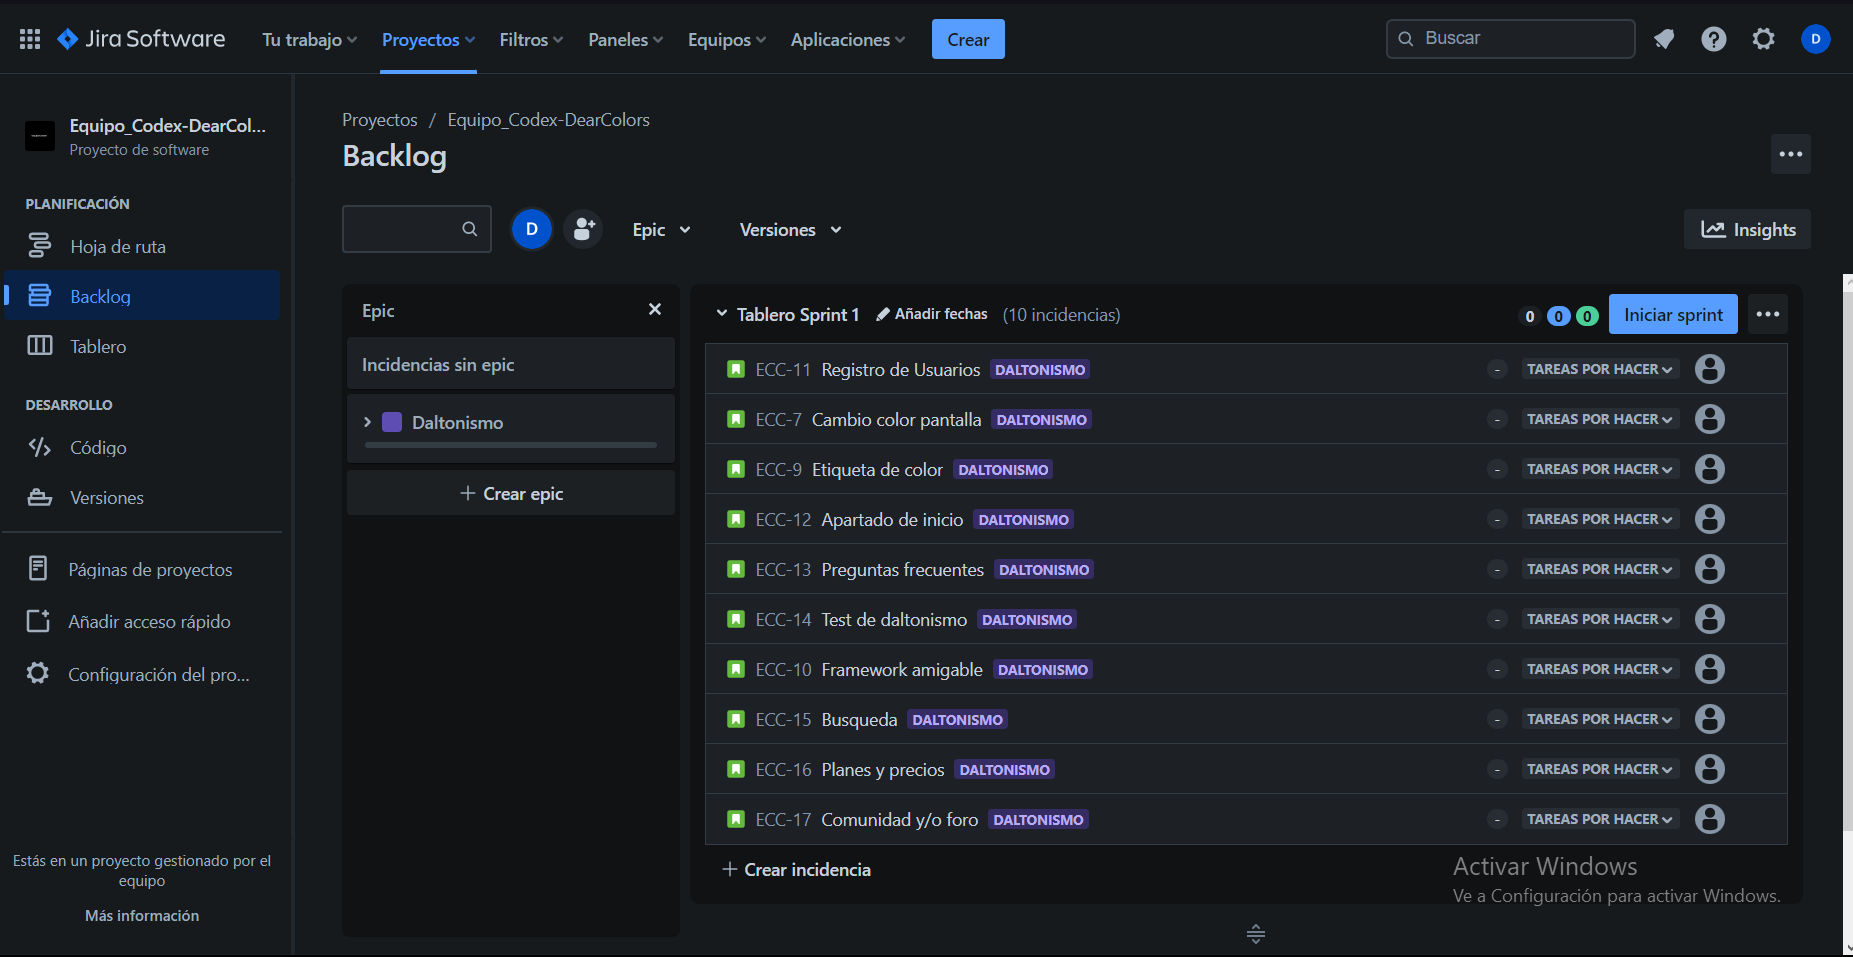 Jira Software
Tu trabajo
Proyectos
Filtros
Paneles
Equipos
Aplicaciones
Crear
Buscar
D
Equipo_Codex-DearCol...
Proyecto de software
PLANIFICACIÓN
Hoja de ruta
Backlog
Tablero
DESARROLLO
Código
Versiones
Páginas de proyectos
Añadir acceso rápido
Configuración del pro...
Estás en un proyecto gestionado por el
equipo
Más información
Proyectos / Equipo_Codex-DearColors
Backlog
D
Epic
Versiones
Insights
Epic
Incidencias sin epic
Daltonismo
+ Crear epic
Tablero Sprint 1 Añadir fechas (10 incidencias)
0 0 0 Iniciar sprint
ECC-11 Registro de Usuarios DALTONISMO - TAREAS POR HACER
ECC-7 Cambio color pantalla DALTONISMO - TAREAS POR HACER
ECC-9 Etiqueta de color DALTONISMO - TAREAS POR HACER
ECC-12 Apartado de inicio DALTONISMO - TAREAS POR HACER
ECC-13 Preguntas frecuentes DALTONISMO - TAREAS POR HACER
ECC-14 Test de daltonismo DALTONISMO - TAREAS POR HACER
ECC-10 Framework amigable DALTONISMO - TAREAS POR HACER
ECC-15 Busqueda DALTONISMO - TAREAS POR HACER
ECC-16 Planes y precios DALTONISMO - TAREAS POR HACER
ECC-17 Comunidad y/o foro DALTONISMO - TAREAS POR HACER
+ Crear incidencia
Activar Windows
Ve a Configuración para activar Windows.